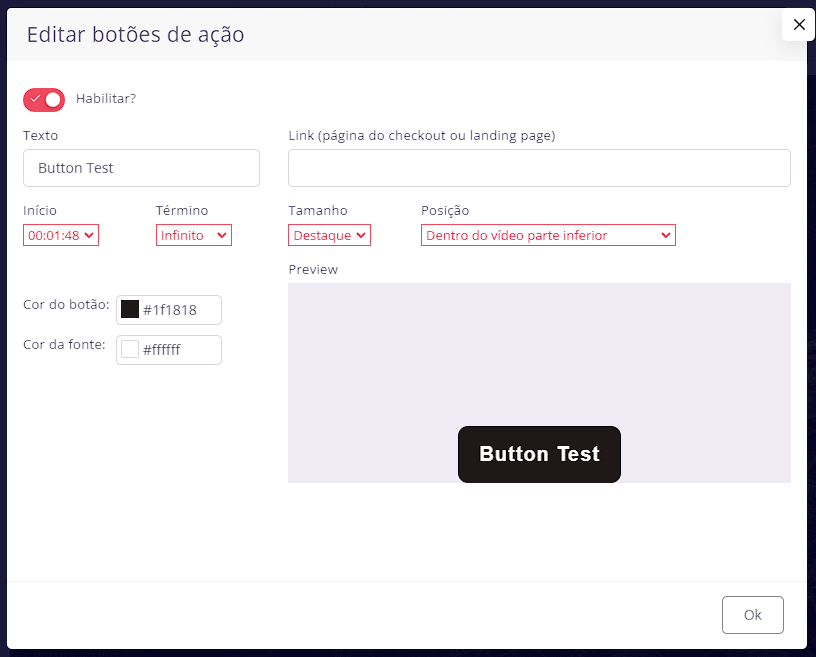 Editar botões de ação
Habilitar?
Texto
Link (página do checkout ou landing page)
Button Test
Início
Término
Tamanho
Posição
00:01:48
Infinito
Destaque
Dentro do vídeo parte inferior
Preview
Cor do botão:
#1f1818
Cor da fonte:
#ffffff
Button Test
Ok